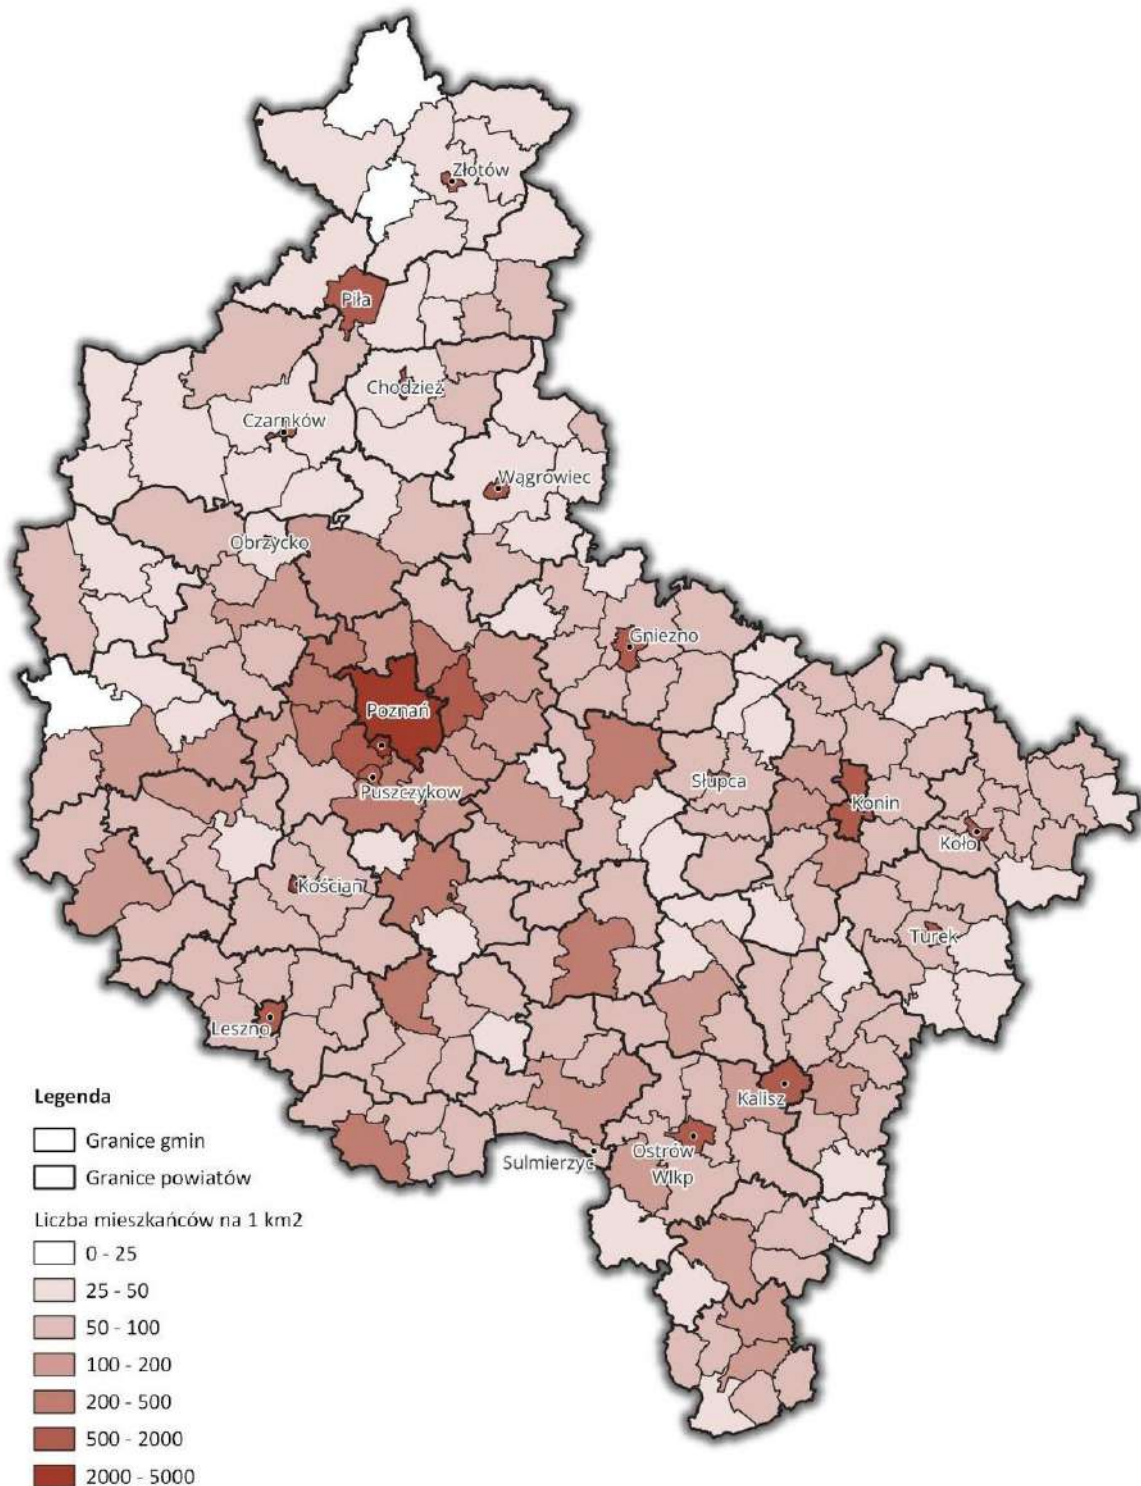 Złotów
Piła
Chodzież
Czarnków
Wągrowiec
Obrzycko
Gniezno
Poznań
Puszczykow
Słupca
Konin
Koło
Kościan
Turek
Leszno
Kalisz
Ostrów
Wlkp
Sulmierzyc
Legenda
Granice gmin
Granice powiatów
Liczba mieszkańców na 1 km2
0 - 25
25 - 50
50 - 100
100 - 200
200 - 500
500 - 2000
2000 - 5000